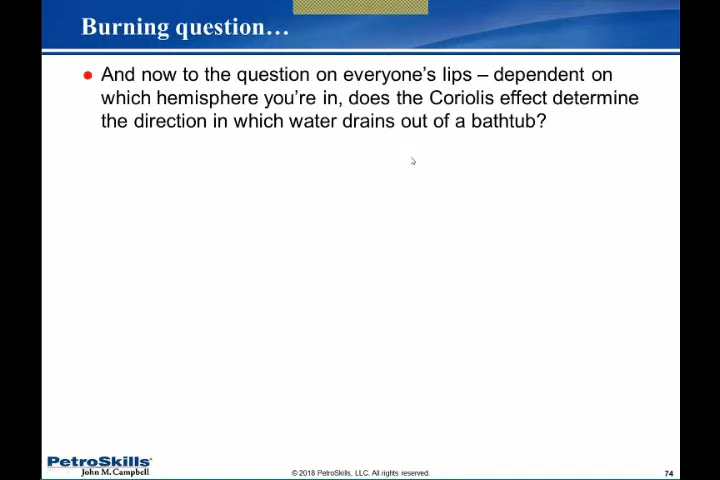 Burning question…
● And now to the question on everyone’s lips – dependent on
which hemisphere you’re in, does the Coriolis effect determine
the direction in which water drains out of a bathtub?
PetroSkills
John M. Campbell
© 2018 PetroSkills, LLC. All rights reserved.
74